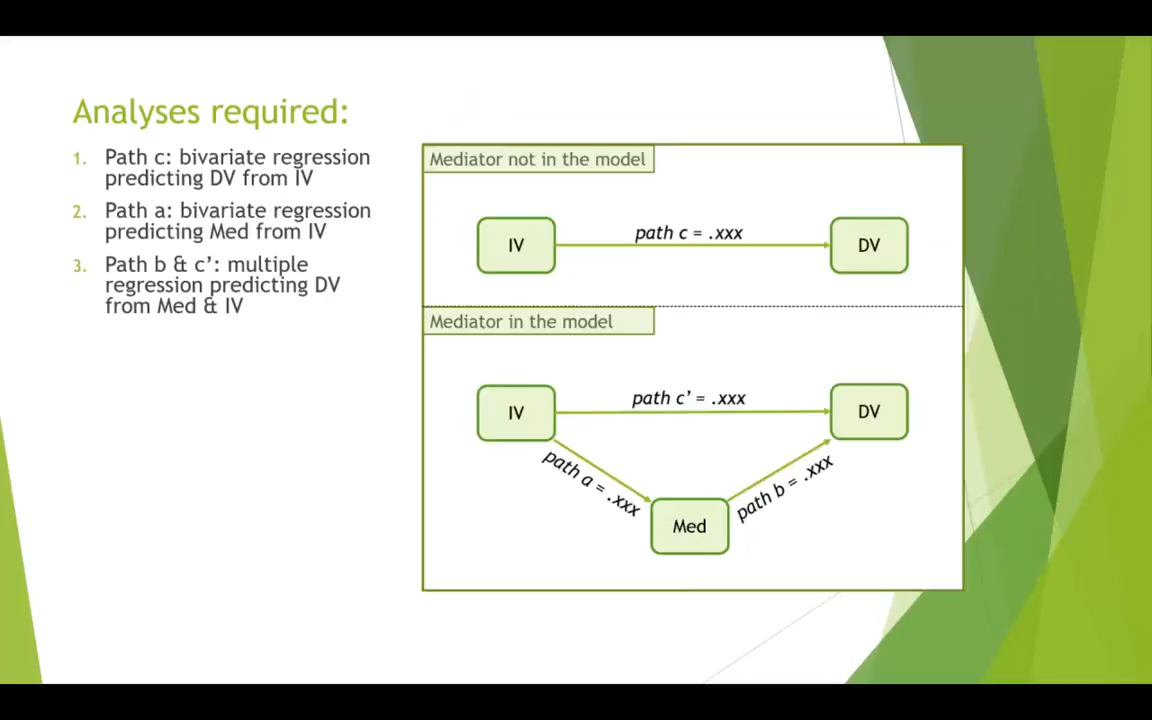 Analyses required:
1. Path c: bivariate regression
predicting DV from IV
2. Path a: bivariate regression
predicting Med from IV
3. Path b & c’: multiple
regression predicting DV
from Med & IV
Mediator not in the model
IV
path c = .xxx
DV
Mediator in the model
IV
path c’ = .xxx
DV
path a = .xxx
path b = .xxx
Med